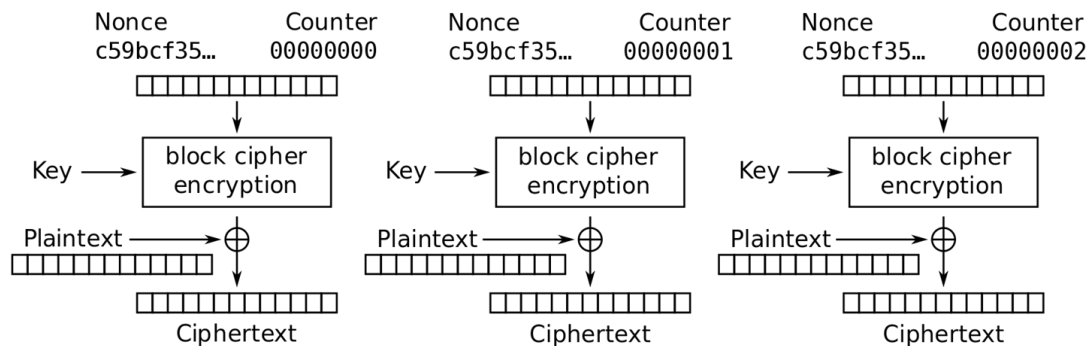 Nonce Counter Nonce Counter Nonce Counter
c59bcf35… 00000000 c59bcf35… 00000001 c59bcf35… 00000002
block cipher block cipher block cipher
Key encryption Key encryption Key encryption
Plaintext Plaintext Plaintext
Ciphertext Ciphertext Ciphertext